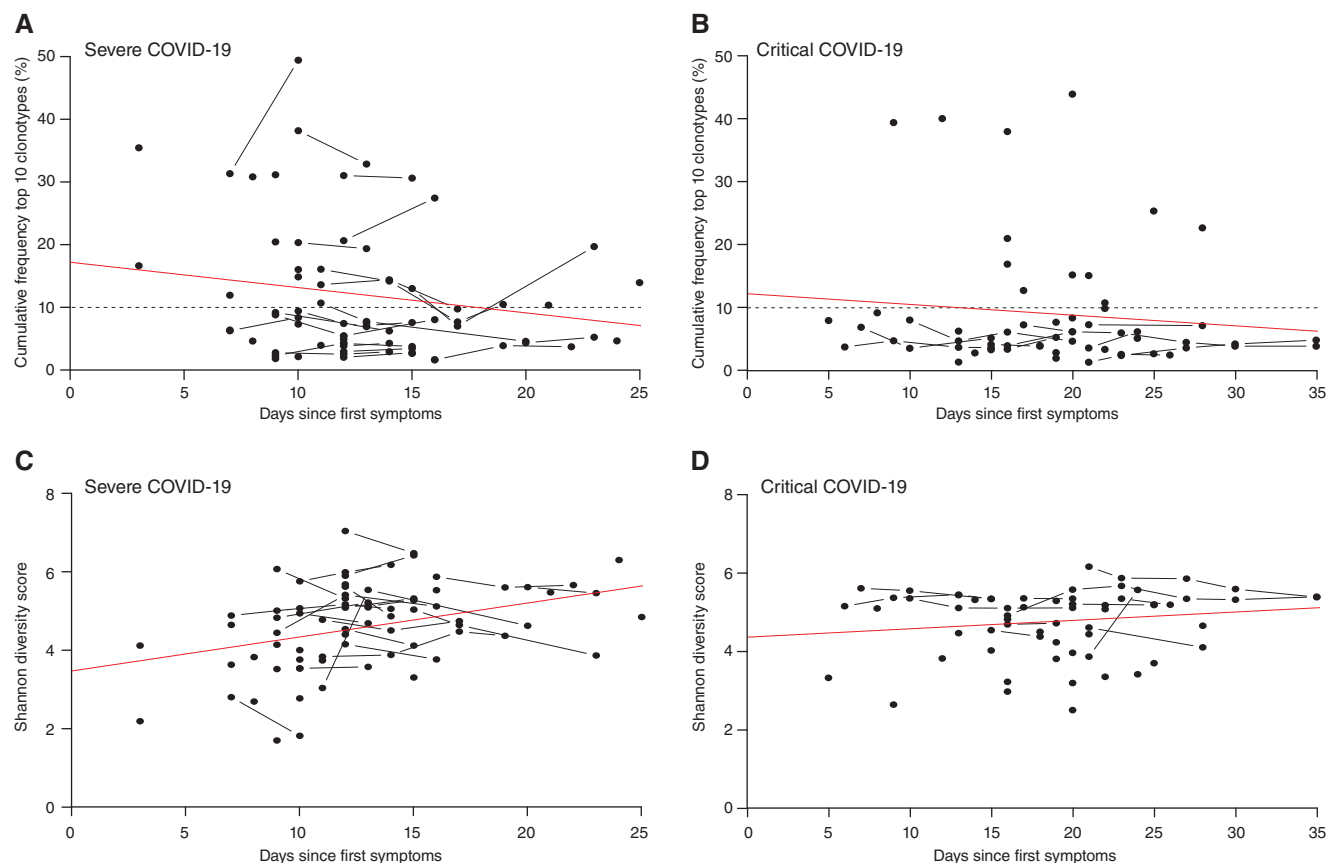 A
Severe COVID-19
Cumulative frequency top 10 clonotypes (%)
50
40
30
20
10
0
0 5 10 15 20 25
Days since first symptoms
B
Critical COVID-19
Cumulative frequency top 10 clonotypes (%)
50
40
30
20
10
0
0 5 10 15 20 25 30 35
Days since first symptoms
C
Severe COVID-19
Shannon diversity score
8
6
4
2
0
0 5 10 15 20 25
Days since first symptoms
D
Critical COVID-19
Shannon diversity score
8
6
4
2
0
0 5 10 15 20 25 30 35
Days since first symptoms